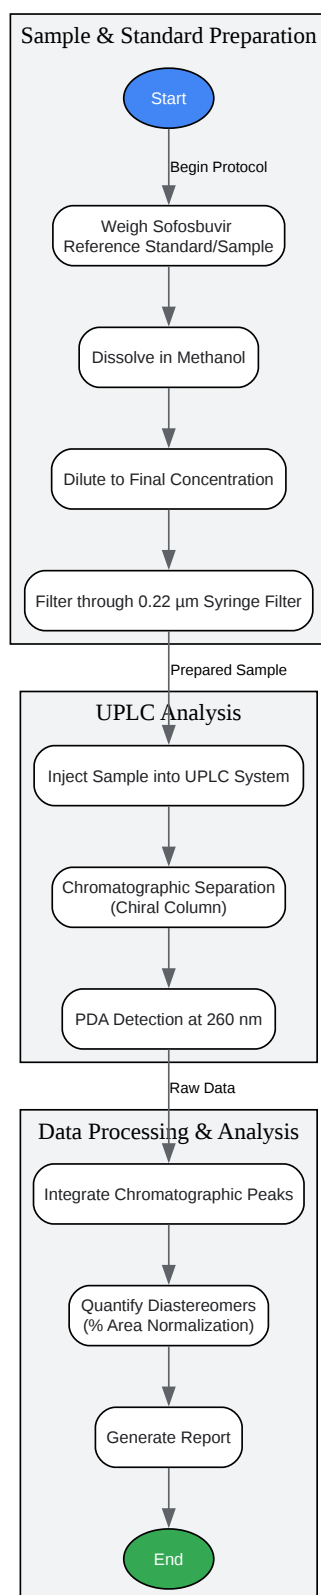 Sample & Standard Preparation
Start
Begin Protocol
Weigh Sofosbuvir
Reference Standard/Sample
Dissolve in Methanol
Dilute to Final Concentration
Filter through 0.22 µm Syringe Filter
Prepared Sample
UPLC Analysis
Inject Sample into UPLC System
Chromatographic Separation
(Chiral Column)
PDA Detection at 260 nm
Raw Data
Data Processing & Analysis
Integrate Chromatographic Peaks
Quantify Diastereomers
(% Area Normalization)
Generate Report
End